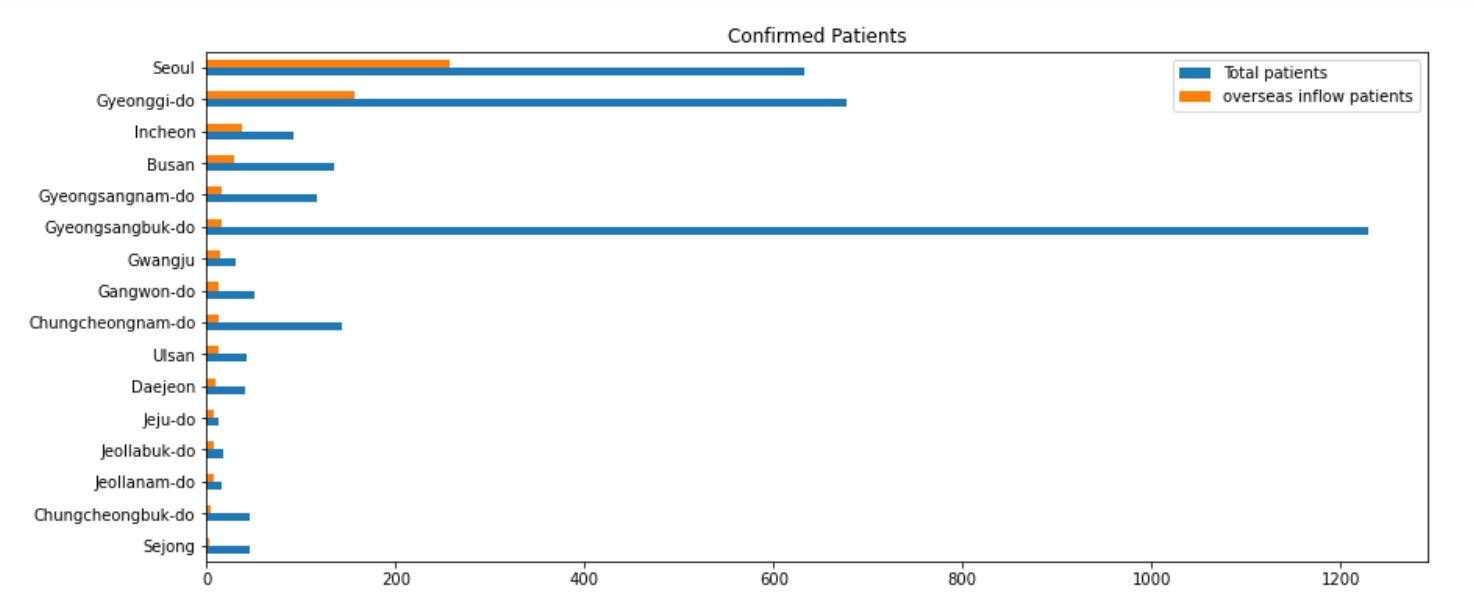 Confirmed Patients
Total patients
overseas inflow patients
Seoul
Gyeonggi-do
Incheon
Busan
Gyeongsangnam-do
Gyeongsangbuk-do
Gwangju
Gangwon-do
Chungcheongnam-do
Ulsan
Daejeon
Jeju-do
Jeollabuk-do
Jeollanam-do
Chungcheongbuk-do
Sejong
0 200 400 600 800 1000 1200